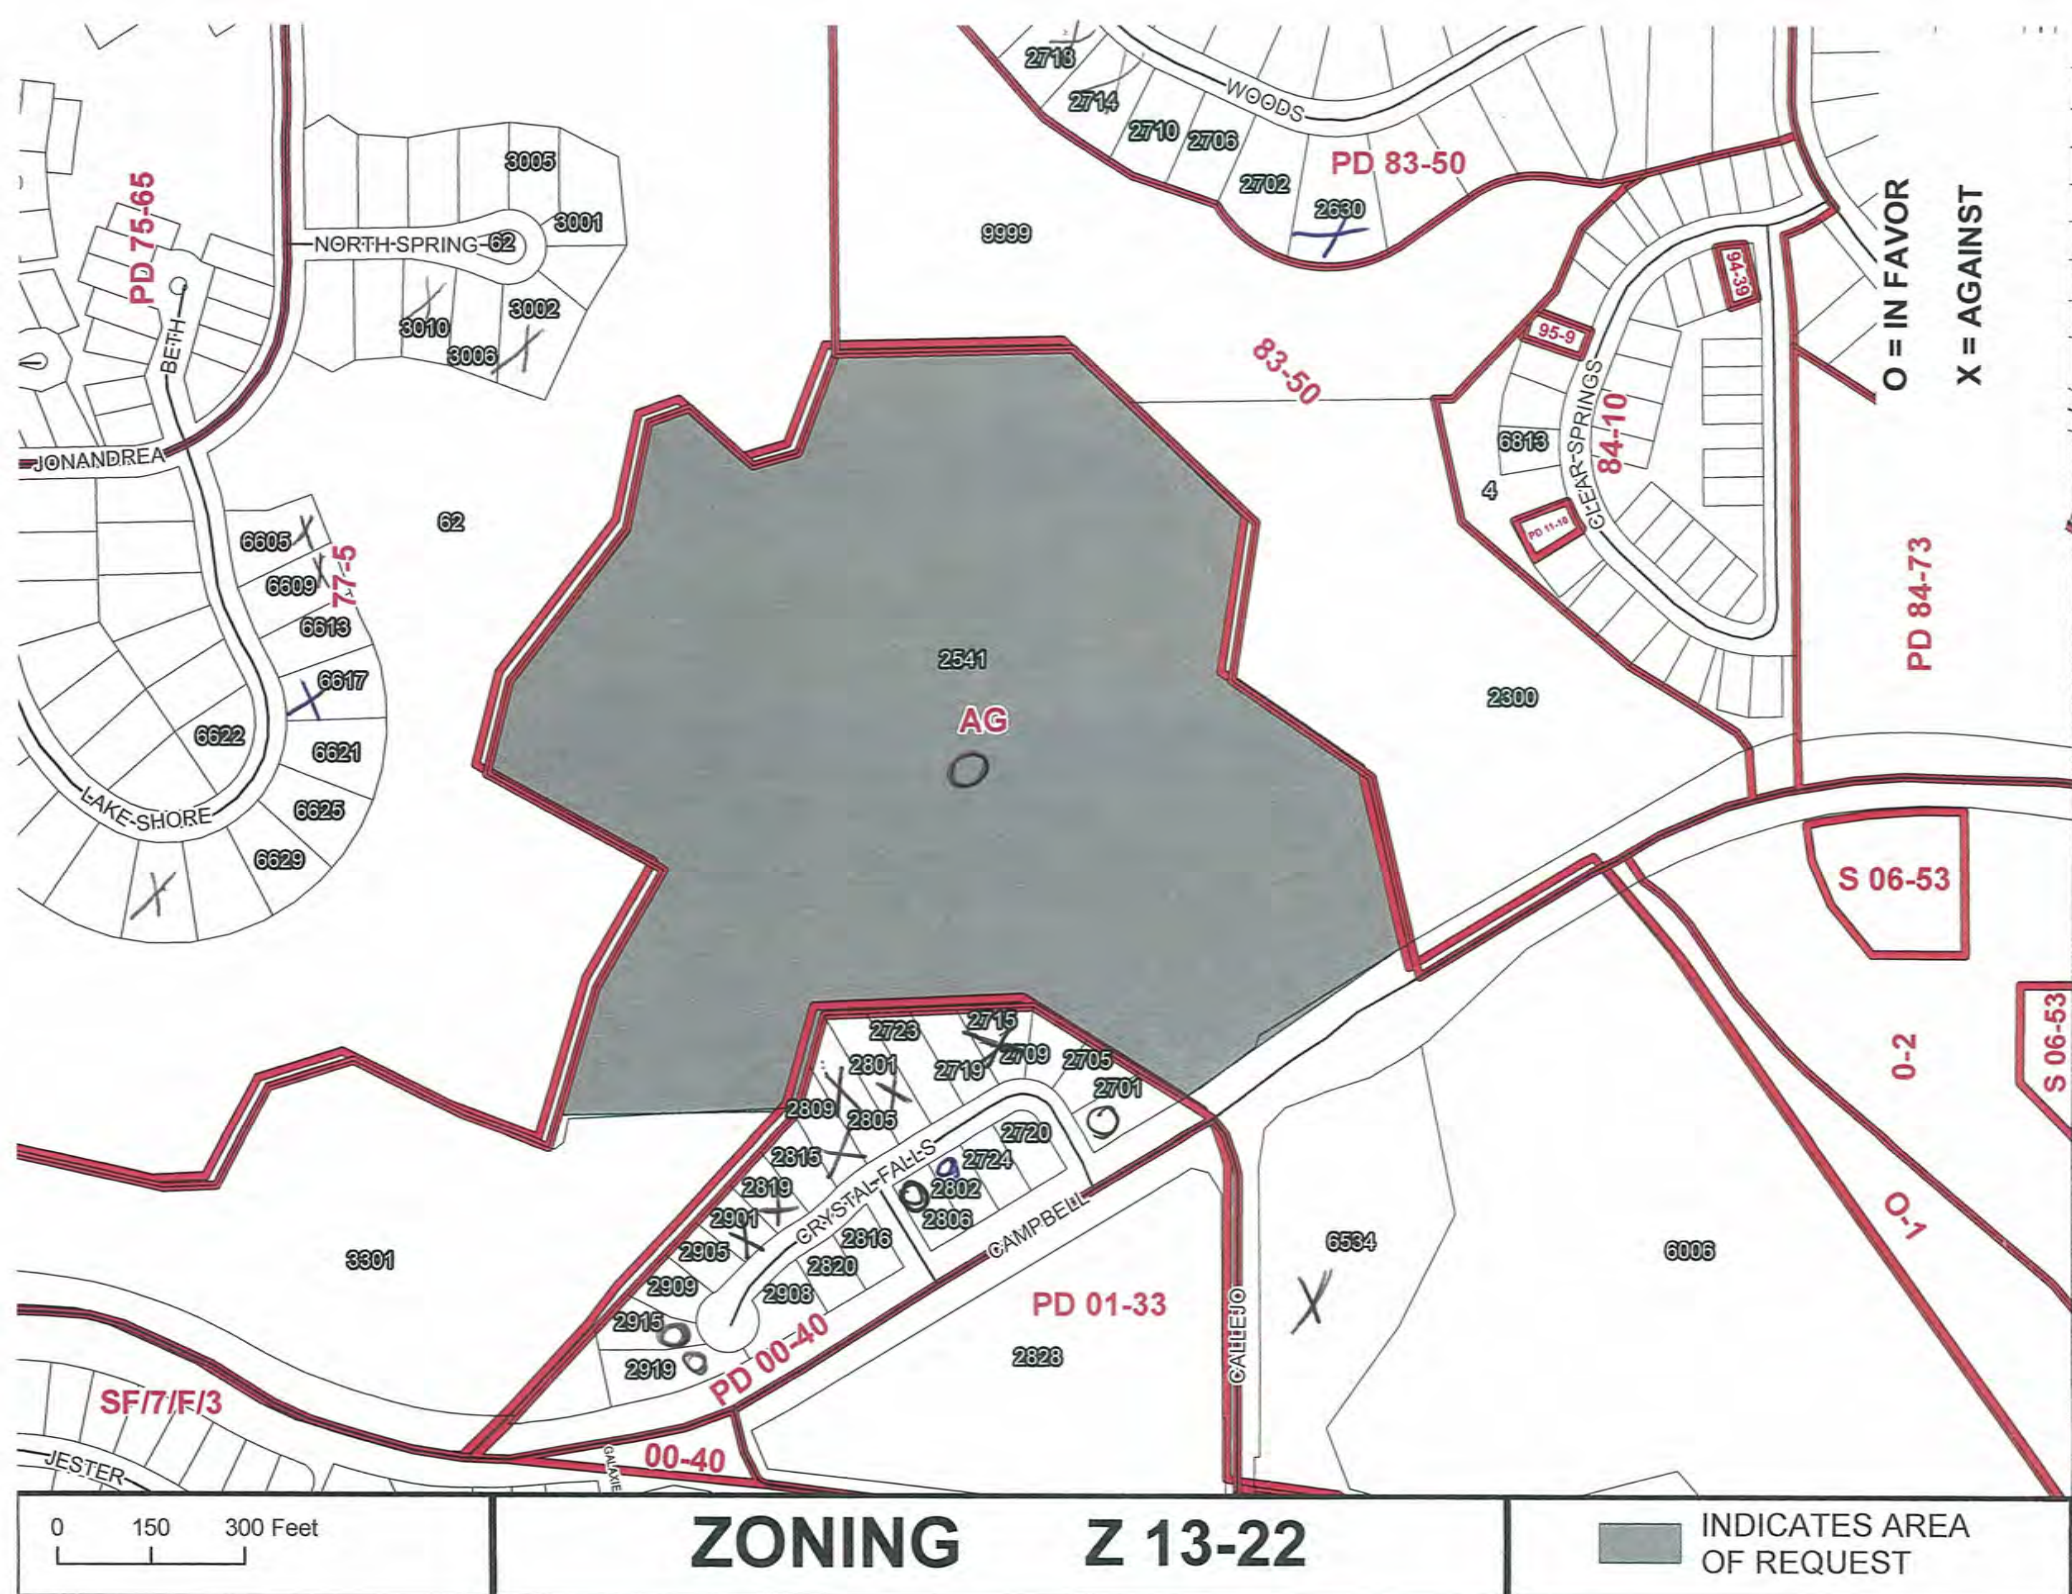 2718
2714
2710
2706
2702
2630
WOODS
PD 83-50
9999
3005
3001
NORTH SPRING
62
3010
3002
3006
PD 75-65
BETH
JONANDREA
62
6605
6609
77-5
6613
6617
6622
6621
6625
6629
LAKE SHORE
83-50
94-39
95-9
CLEAR SPRINGS
84-10
6813
4
PD 11-10
O = IN FAVOR
X = AGAINST
PD 84-73
2541
AG
2300
S 06-53
S 06-53
0-2
O-1
2723
2715
2709
2719
2705
2701
2801
2809
2805
2815
2819
2901
2905
2909
2915
2919
2720
2724
2802
2806
2816
2820
2908
CRYSTAL FALLS
CAMPBELL
PD 00-40
00-40
GALAXIE
PD 01-33
2828
CALLEJO
6534
6006
3301
SF/7/F/3
JESTER
0 150 300 Feet
ZONING Z 13-22
INDICATES AREA
OF REQUEST